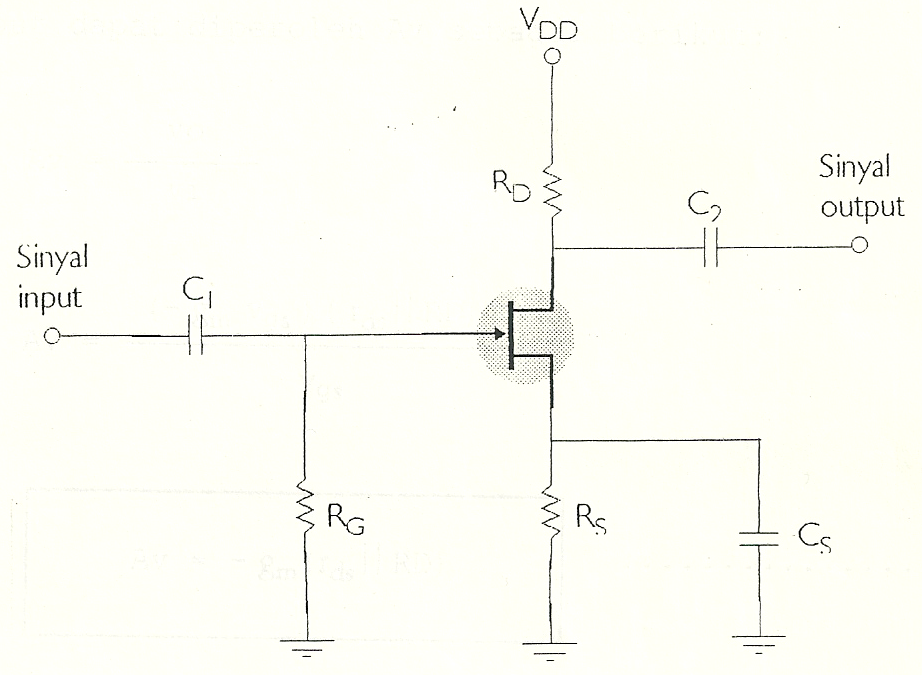 VDD
RD
C2
Sinyal
output
Sinyal
input
C1
RG
RS
CS